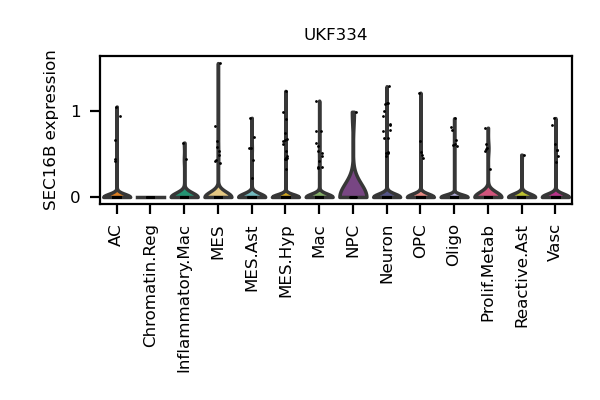 UKF334
SEC16B expression
1
0
AC
Chromatin.Reg
Inflammatory.Mac
MES
MES.Ast
MES.Hyp
Mac
NPC
Neuron
OPC
Oligo
Prolif.Metab
Reactive.Ast
Vasc